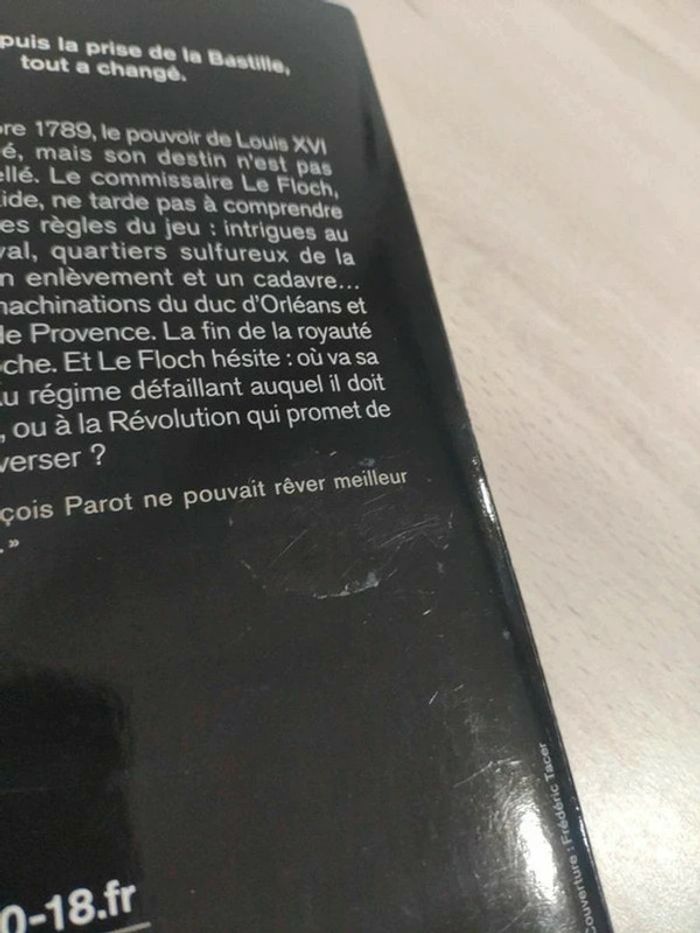 puis la prise de la Bastille,
tout a changé.
re 1789, le pouvoir de Louis XVI
é, mais son destin n'est pas
ellé. Le commissaire Le Floch,
ide, ne tarde pas à comprendre
es règles du jeu : intrigues au
val, quartiers sulfureux de la
n enlèvement et un cadavre...
machinations du duc d'Orléans et
de Provence. La fin de la royauté
che. Et Le Floch hésite : où va sa
u régime défaillant auquel il doit
, ou à la Révolution qui promet de
verser ?
çois Parot ne pouvait rêver meilleur
. »
0-18.fr
Couverture : Frédéric Tacer